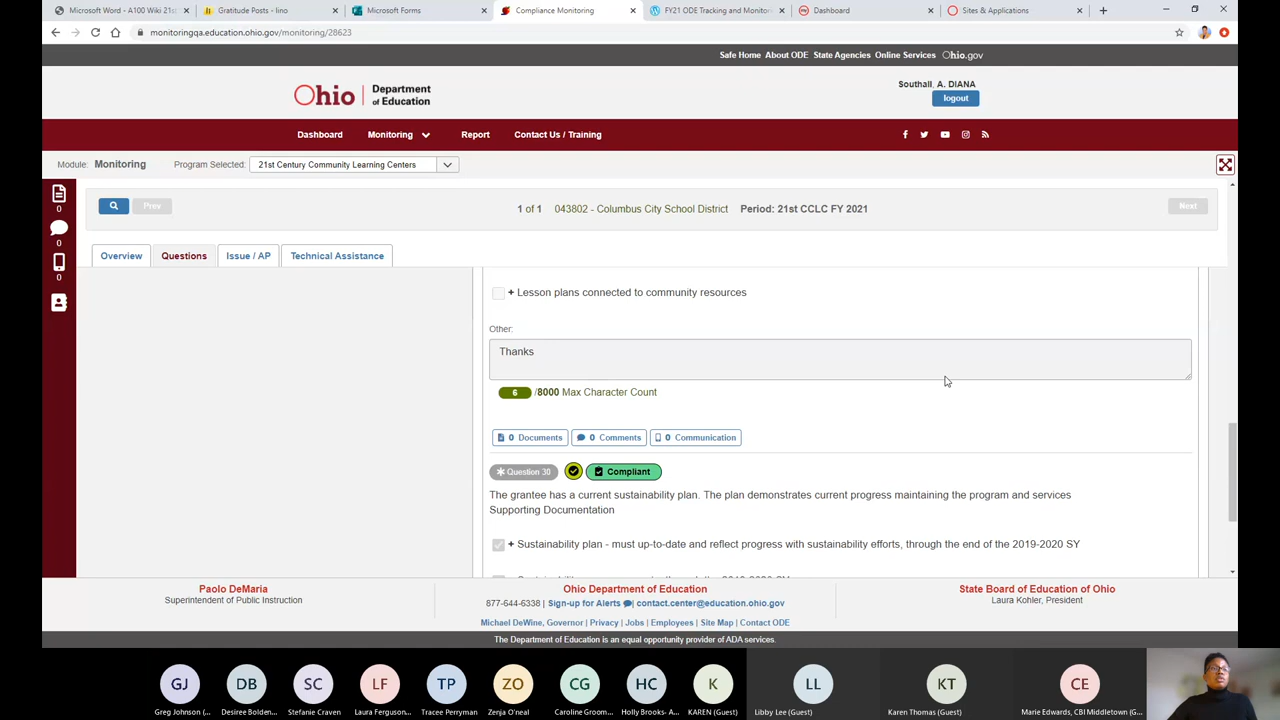 Microsoft Word - A100 Wiki 21st
Gratitude Posts - lino
Microsoft Forms
Compliance Monitoring
FY21 ODE Tracking and Monitor
Dashboard
Sites & Applications
monitoringqa.education.ohio.gov/monitoring/28623
Safe Home About ODE State Agencies Online Services Ohio.gov
Ohio Department of Education
Southall, A. DIANA
logout
Dashboard Monitoring Report Contact Us / Training
Module: Monitoring Program Selected: 21st Century Community Learning Centers
0
0
0
Prev 1 of 1 043802 - Columbus City School District Period: 21st CCLC FY 2021 Next
Overview Questions Issue / AP Technical Assistance
+ Lesson plans connected to community resources
Other:
Thanks
6 /8000 Max Character Count
0 Documents 0 Comments 0 Communication
Question 30 Compliant
The grantee has a current sustainability plan. The plan demonstrates current progress maintaining the program and services
Supporting Documentation
+ Sustainability plan - must up-to-date and reflect progress with sustainability efforts, through the end of the 2019-2020 SY
Paolo DeMaria
Superintendent of Public Instruction
Ohio Department of Education
877-644-6338 | Sign-up for Alerts | contact.center@education.ohio.gov
State Board of Education of Ohio
Laura Kohler, President
Michael DeWine, Governor | Privacy | Jobs | Employees | Site Map | Contact ODE
The Department of Education is an equal opportunity provider of ADA services.
GJ DB SC LF TP ZO CG HC K LL KT CE
Greg Johnson (... Desiree Bolden... Stefanie Craven Laura Ferguson... Tracee Perryman Zenja O'neal Caroline Groom... Holly Brooks- A... KAREN (Guest) Libby Lee (Guest) Karen Thomas (Guest) Marie Edwards, CBI Middletown (G...